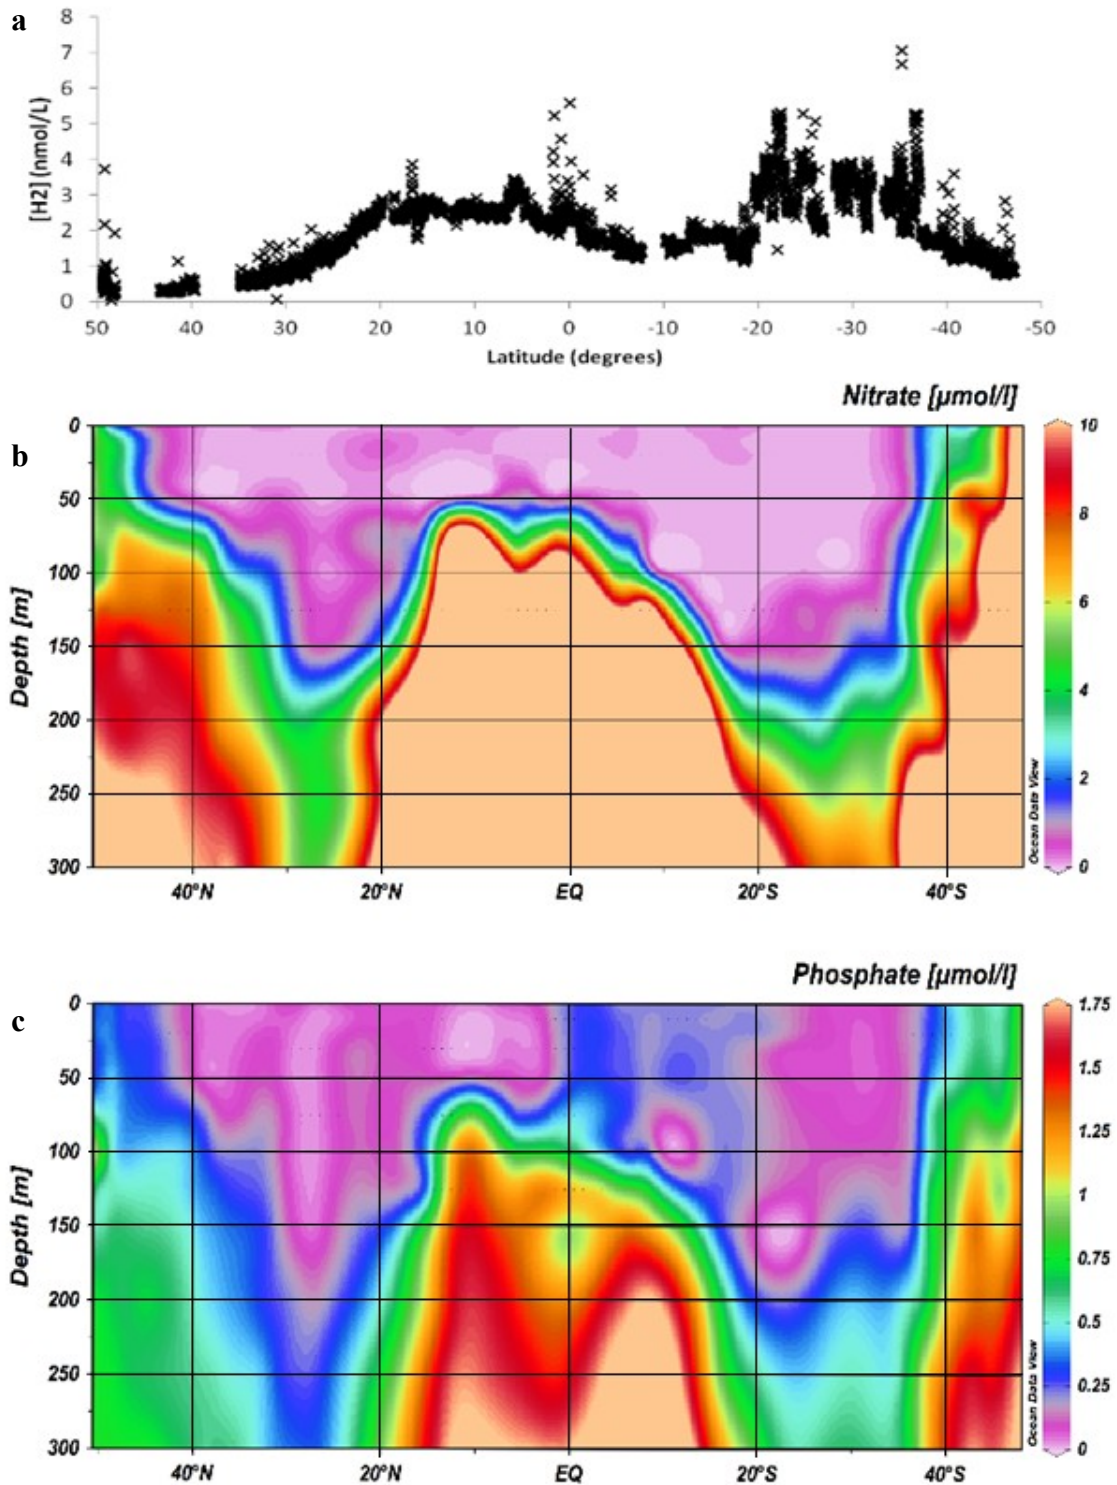 a
[H2] (nmol/L)
8
7
6
5
4
3
2
1
0
50 40 30 20 10 0 -10 -20 -30 -40 -50
Latitude (degrees)
b
Nitrate [µmol/l]
Depth [m]
0
50
100
150
200
250
300
40°N 20°N EQ 20°S 40°S
Ocean Data View
10
8
6
4
2
0
c
Phosphate [µmol/l]
Depth [m]
0
50
100
150
200
250
300
40°N 20°N EQ 20°S 40°S
Ocean Data View
1.75
1.5
1.25
1
0.75
0.5
0.25
0